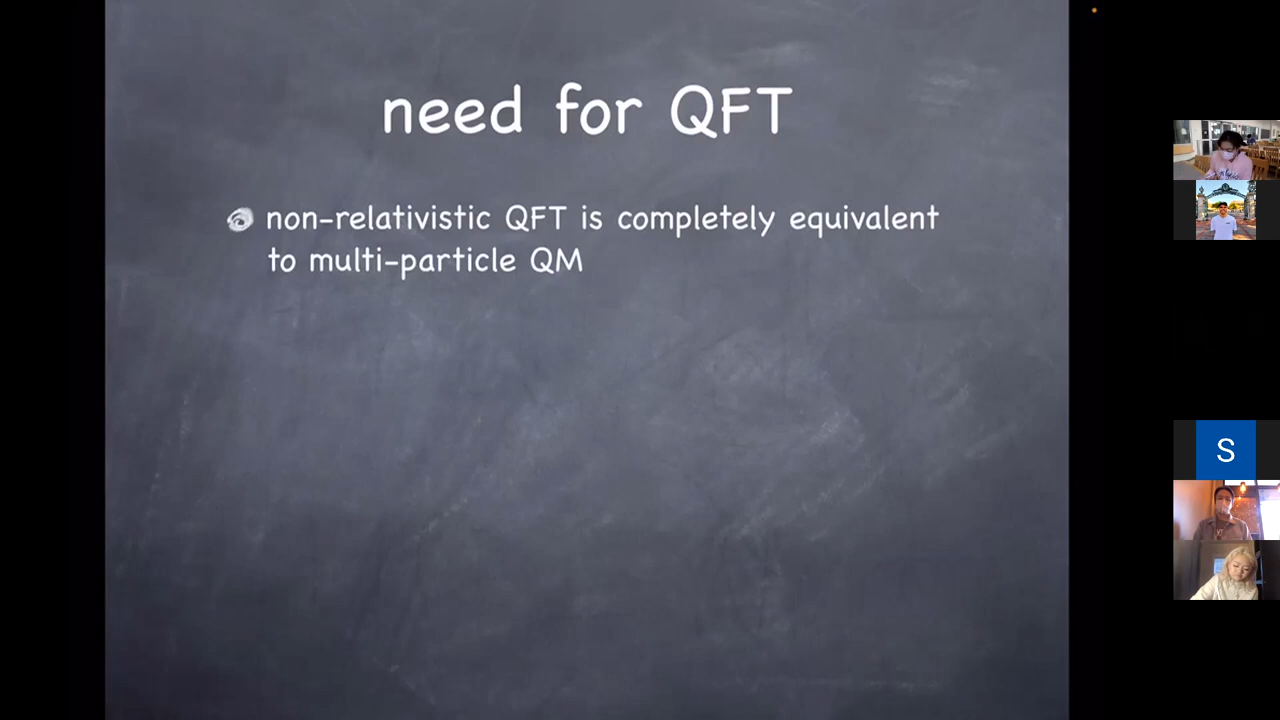 need for QFT
non-relativistic QFT is completely equivalent
to multi-particle QM
S